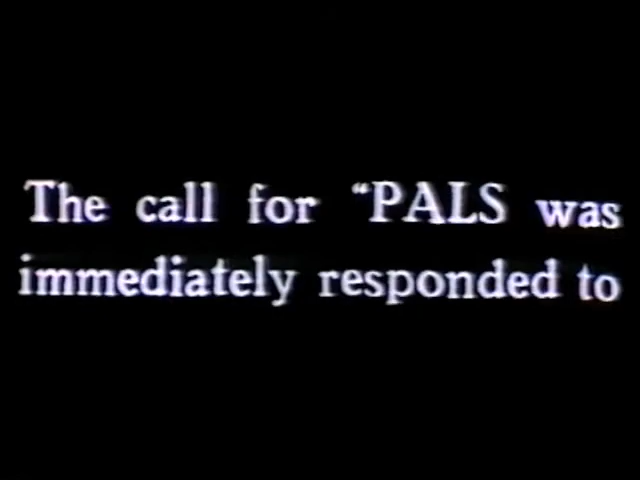 The call for “PALS was
immediately responded to